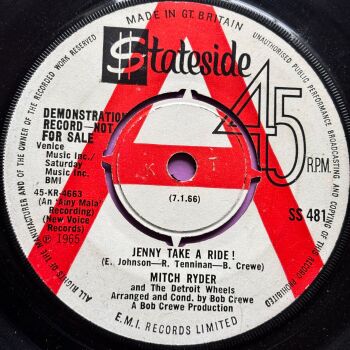 MADE IN GT. BRITAIN
$tateside
ALL RIGHTS OF THE MANUFACTURER AND OF THE OWNER OF THE RECORDED WORK RESERVED
UNAUTHORISED PUBLIC PERFORMANCE, BROADCASTING AND COPYING OF THIS RECORD PROHIBITED
DEMONSTRATION
RECORD—NOT
FOR SALE
45
R.P.M.
Venice
Music Inc./
Saturday
Music Inc.
BMI
45-KR-4663
(An "Amy Mala"
Recording)
(New Voice
Records)
℗ 1965
(7.1.66)
SS 481
JENNY TAKE A RIDE !
(E. Johnson—R. Tenninan—B. Crewe)
MITCH RYDER
and The Detroit Wheels
Arranged and Cond. by Bob Crewe
A Bob Crewe Production
E.M.I. RECORDS LIMITED